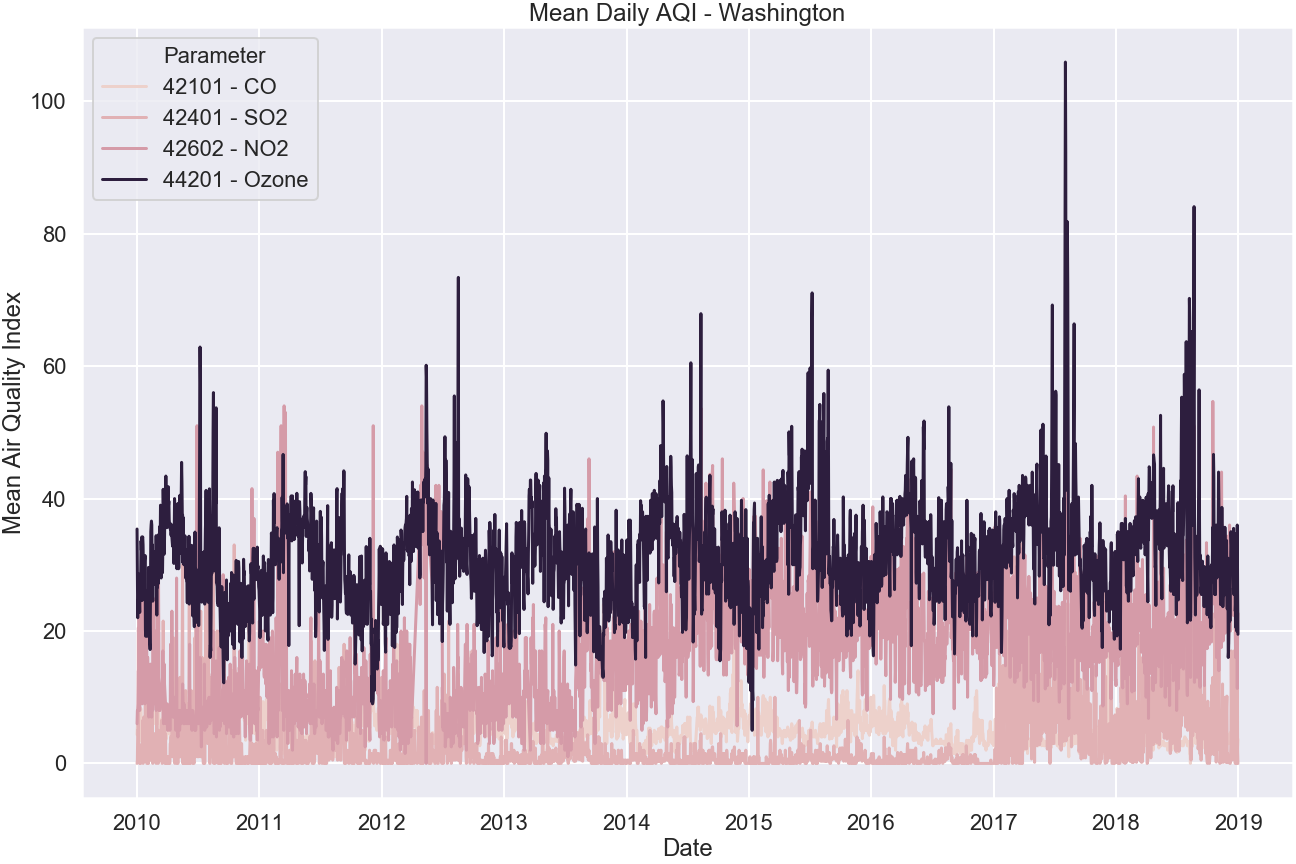 Mean Daily AQI - Washington
Parameter
42101 - CO
42401 - SO2
42602 - NO2
44201 - Ozone
Mean Air Quality Index
100
80
60
40
20
0
2010 2011 2012 2013 2014 2015 2016 2017 2018 2019
Date